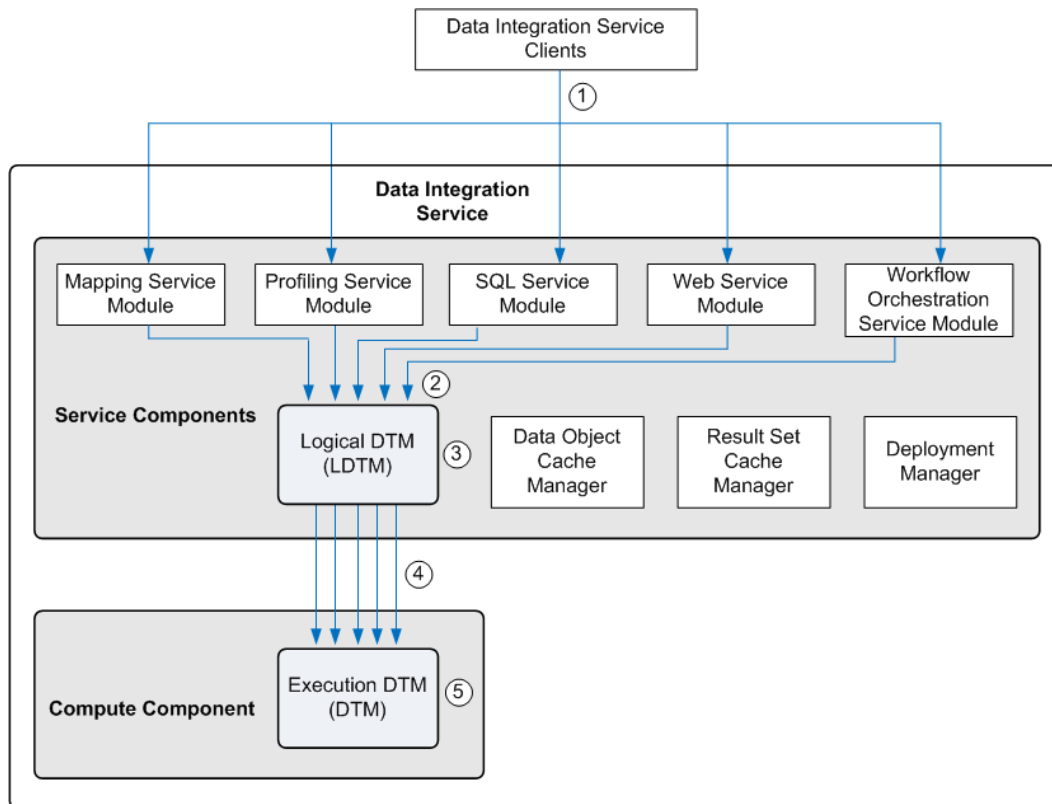 Data Integration Service
Clients
1
Data Integration
Service
Mapping Service
Module
Profiling Service
Module
SQL Service
Module
Web Service
Module
Workflow
Orchestration
Service Module
2
Service Components
Logical DTM
(LDTM)
3
Data Object
Cache
Manager
Result Set
Cache
Manager
Deployment
Manager
4
Compute Component
Execution DTM
(DTM)
5